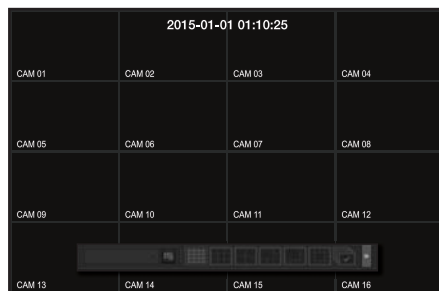 2015-01-01 01:10:25
CAM 01 CAM 02 CAM 03 CAM 04
CAM 05 CAM 06 CAM 07 CAM 08
CAM 09 CAM 10 CAM 11 CAM 12
CAM 13 CAM 14 CAM 15 CAM 16